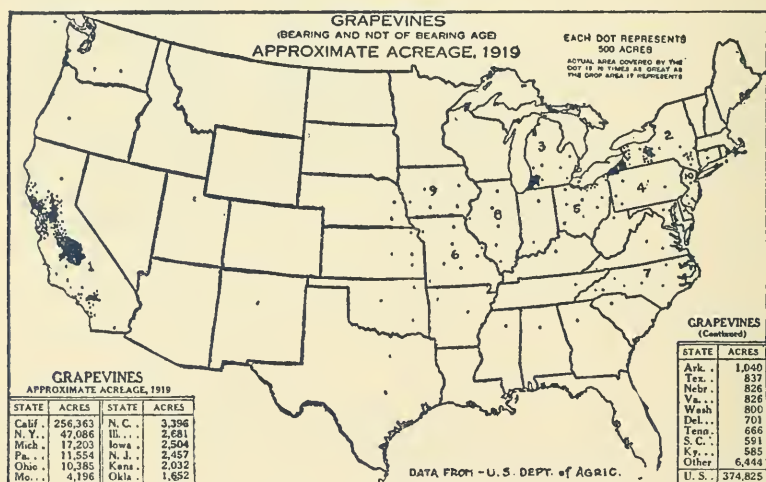 GRAPEVINES
(BEARING AND NOT OF BEARING AGE)
APPROXIMATE ACREAGE, 1919
EACH DOT REPRESENTS
500 ACRES
ACTUAL AREA COVERED BY THE
DOT IS 70 TIMES AS GREAT AS
THE CROP AREA IT REPRESENTS
1
2
3
4
5
6
7
8
9
10
GRAPEVINES
APPROXIMATE ACREAGE, 1919
STATE ACRES STATE ACRES
Calif 256,363 N. C. . 3,396
N. Y. . 47,086 Ill. . . . 2,681
Mich . 17,203 Iowa . 2,504
Pa. . . 11,554 N. J. . 2,457
Ohio . 10,385 Kans . 2,032
Mo. . . 4,196 Okla . 1,652
DATA FROM - U.S. DEPT. of AGRIC.
GRAPEVINES
(Continued)
STATE ACRES
Ark. . 1,040
Tex. . 837
Nebr . 826
Va. . . 826
Wash 800
Del. . . 701
Tenn . 666
S. C. . 591
Ky. . . 585
Other 6,444
U. S. . 374,825